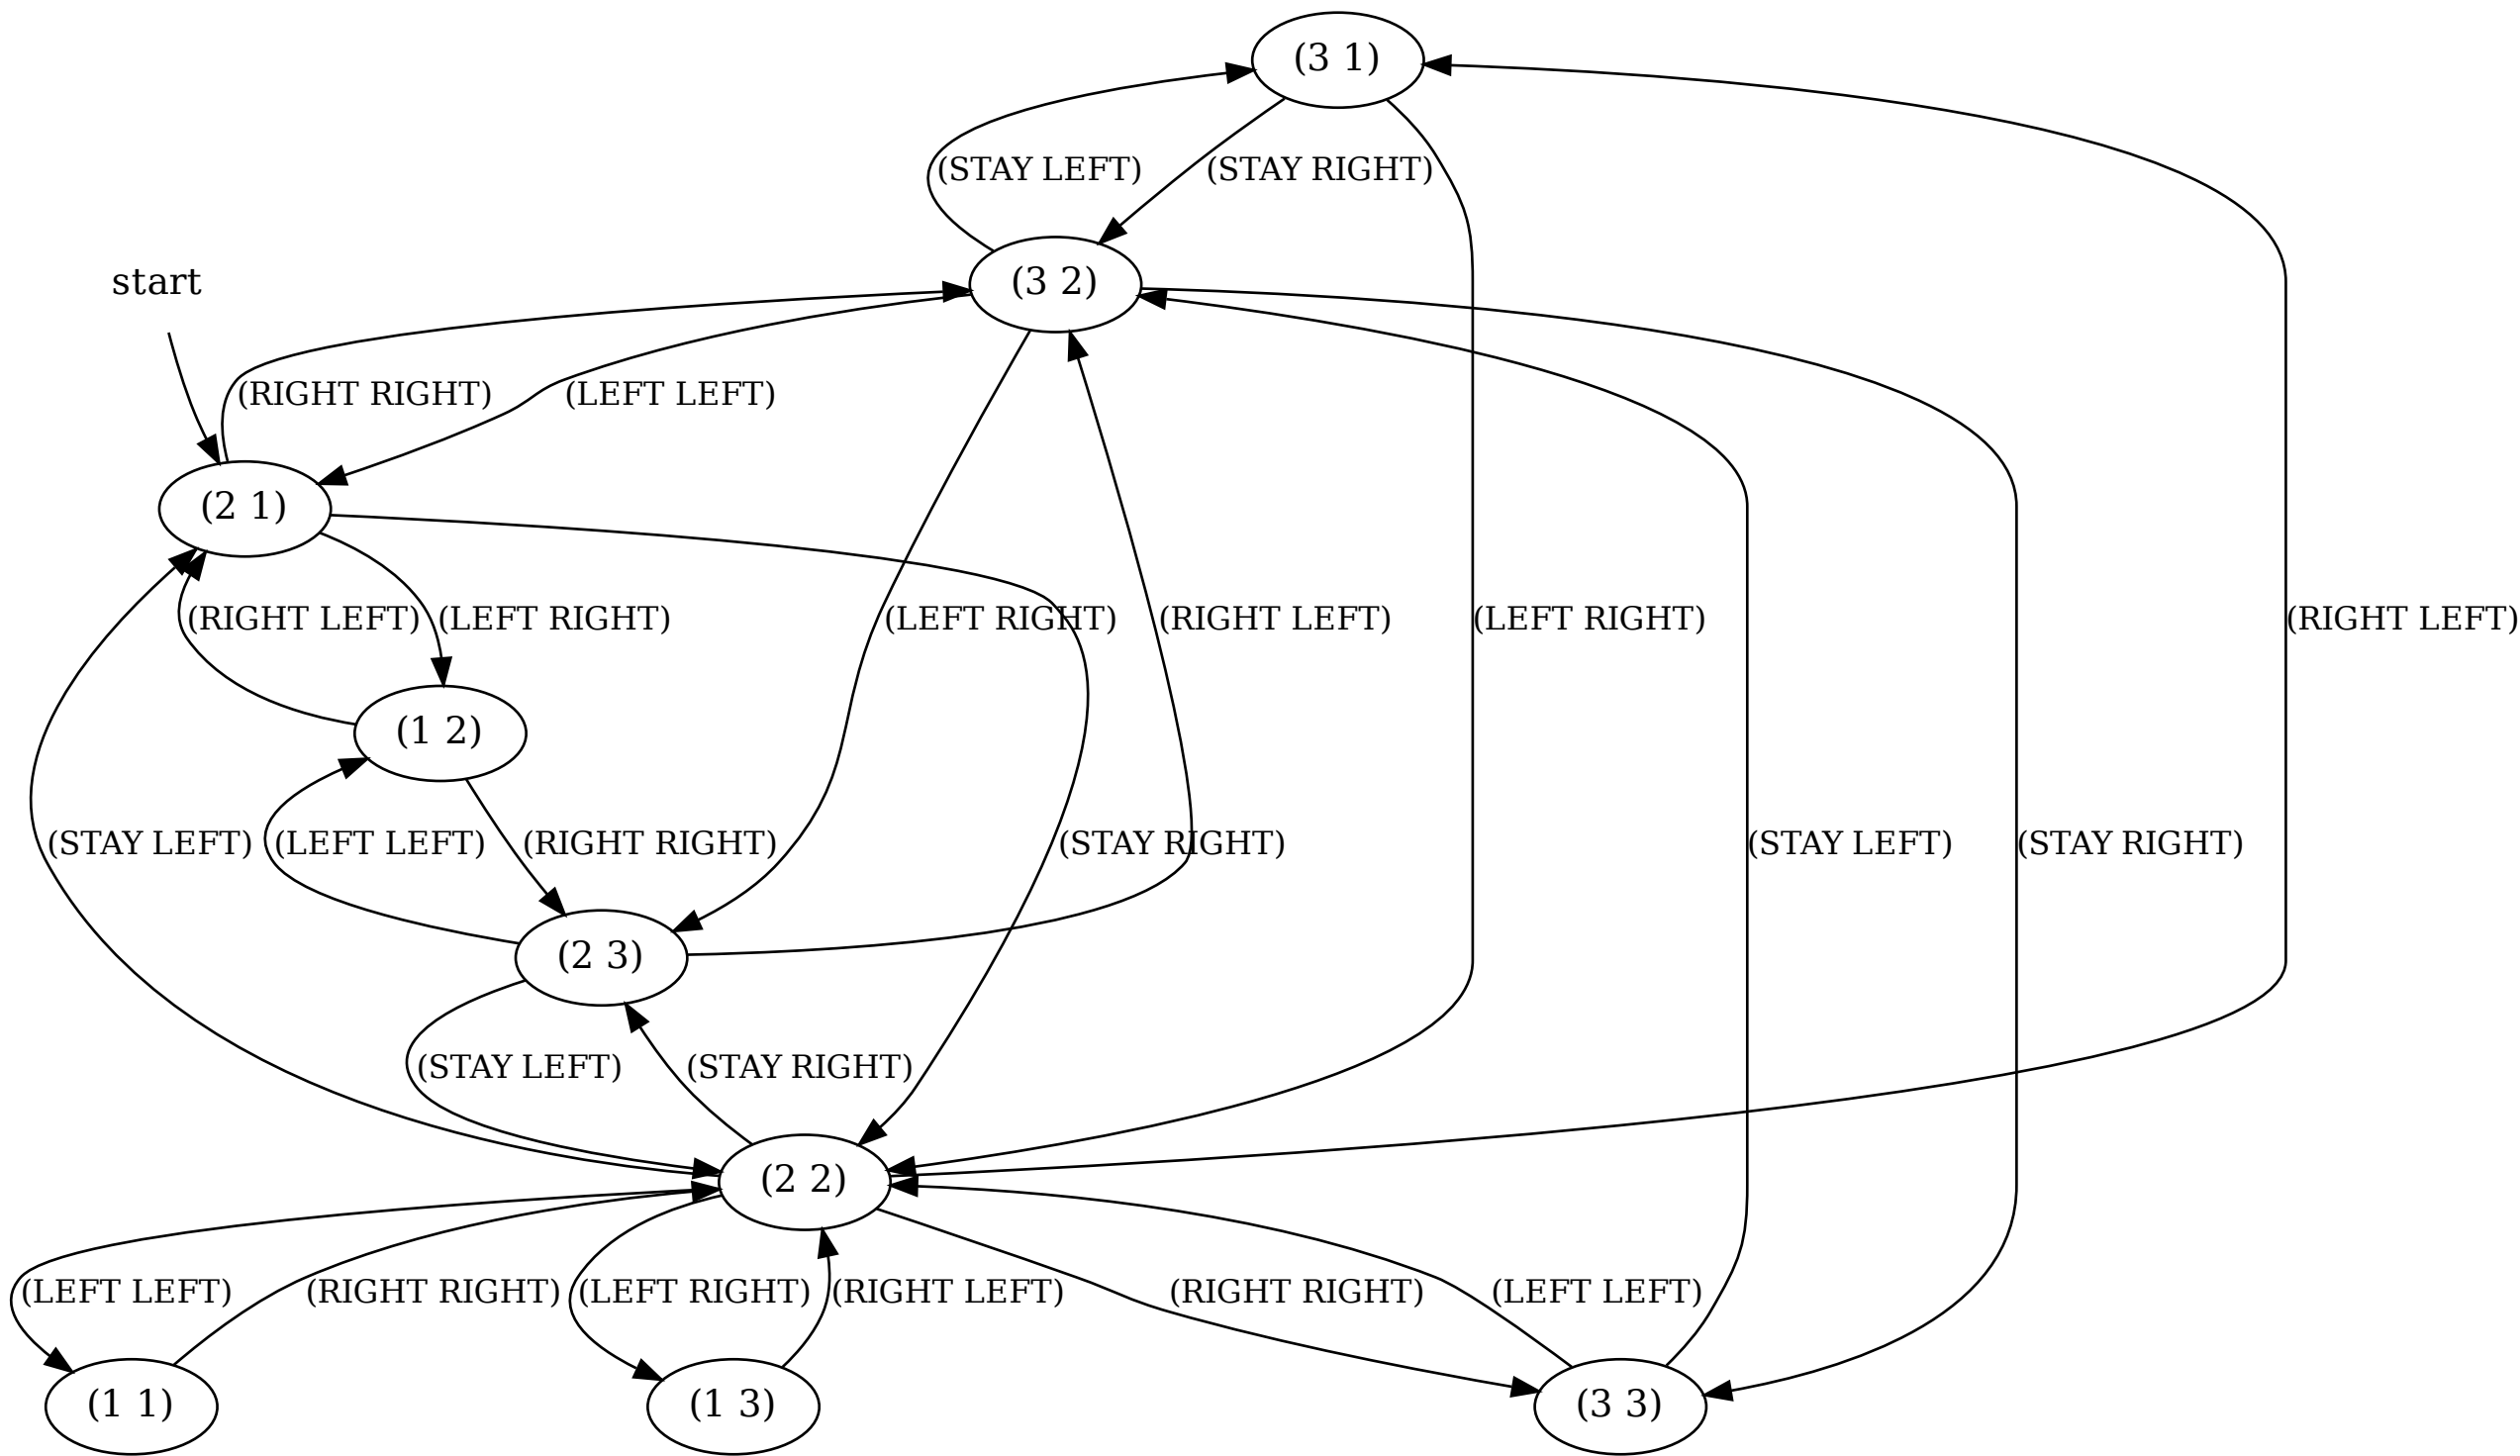 (3 1)
(STAY LEFT)
(STAY RIGHT)
start
(3 2)
(RIGHT RIGHT)
(LEFT LEFT)
(2 1)
(RIGHT LEFT)
(LEFT RIGHT)
(LEFT RIGHT)
(RIGHT LEFT)
(LEFT RIGHT)
(RIGHT LEFT)
(1 2)
(STAY LEFT)
(LEFT LEFT)
(RIGHT RIGHT)
(STAY RIGHT)
(STAY LEFT)
(STAY RIGHT)
(2 3)
(STAY LEFT)
(STAY RIGHT)
(2 2)
(LEFT LEFT)
(RIGHT RIGHT)
(LEFT RIGHT)
(RIGHT LEFT)
(RIGHT RIGHT)
(LEFT LEFT)
(1 1)
(1 3)
(3 3)